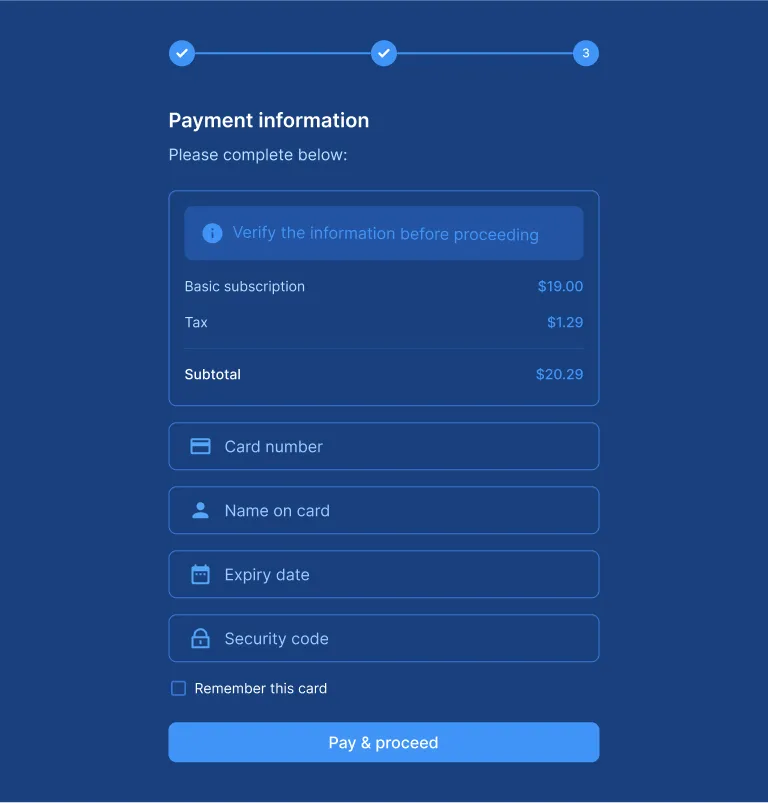 3
Payment information
Please complete below:
Verify the information before proceeding
Basic subscription $19.00
Tax $1.29
Subtotal $20.29
Card number
Name on card
Expiry date
Security code
Remember this card
Pay & proceed